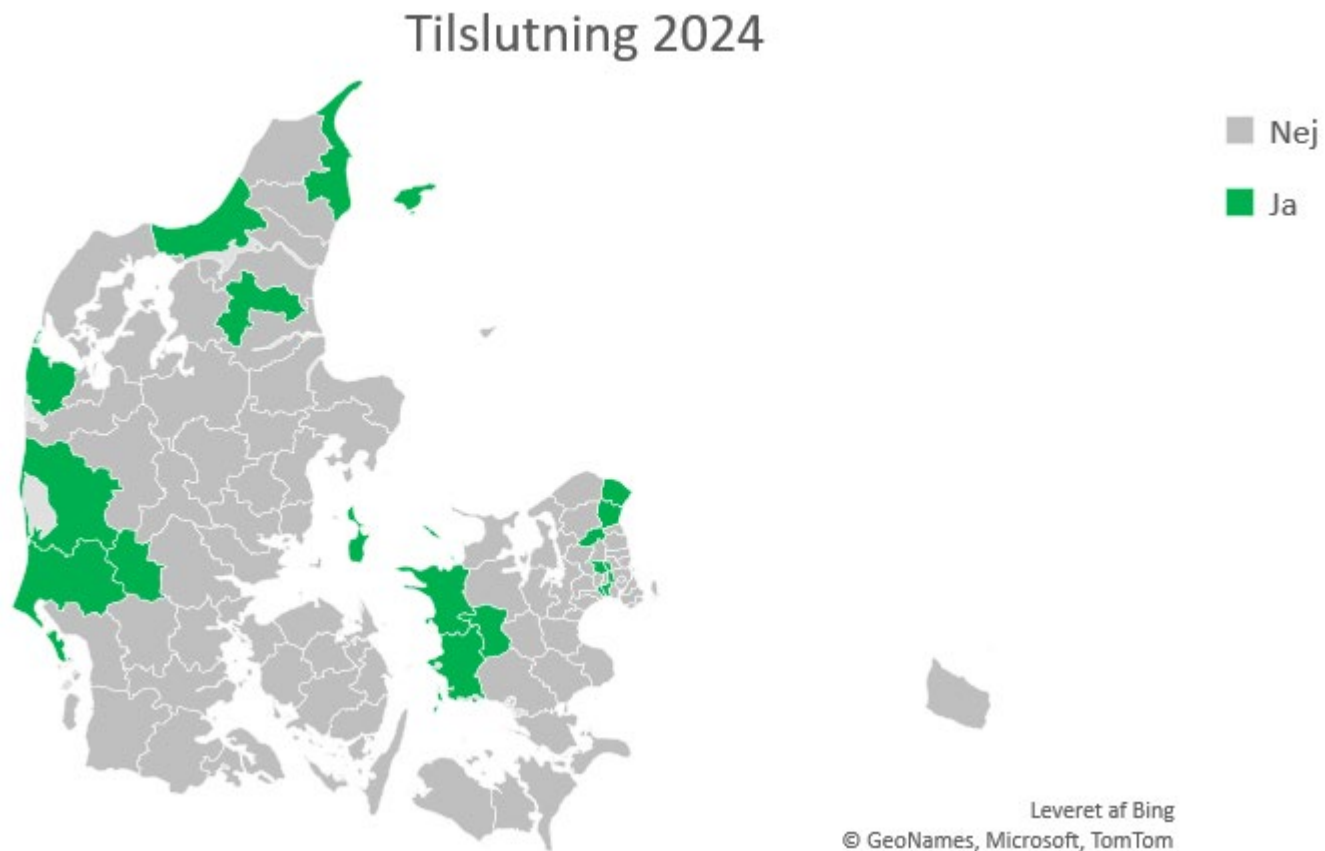 Tilslutning 2024
Nej
Ja
Leveret af Bing
© GeoNames, Microsoft, TomTom